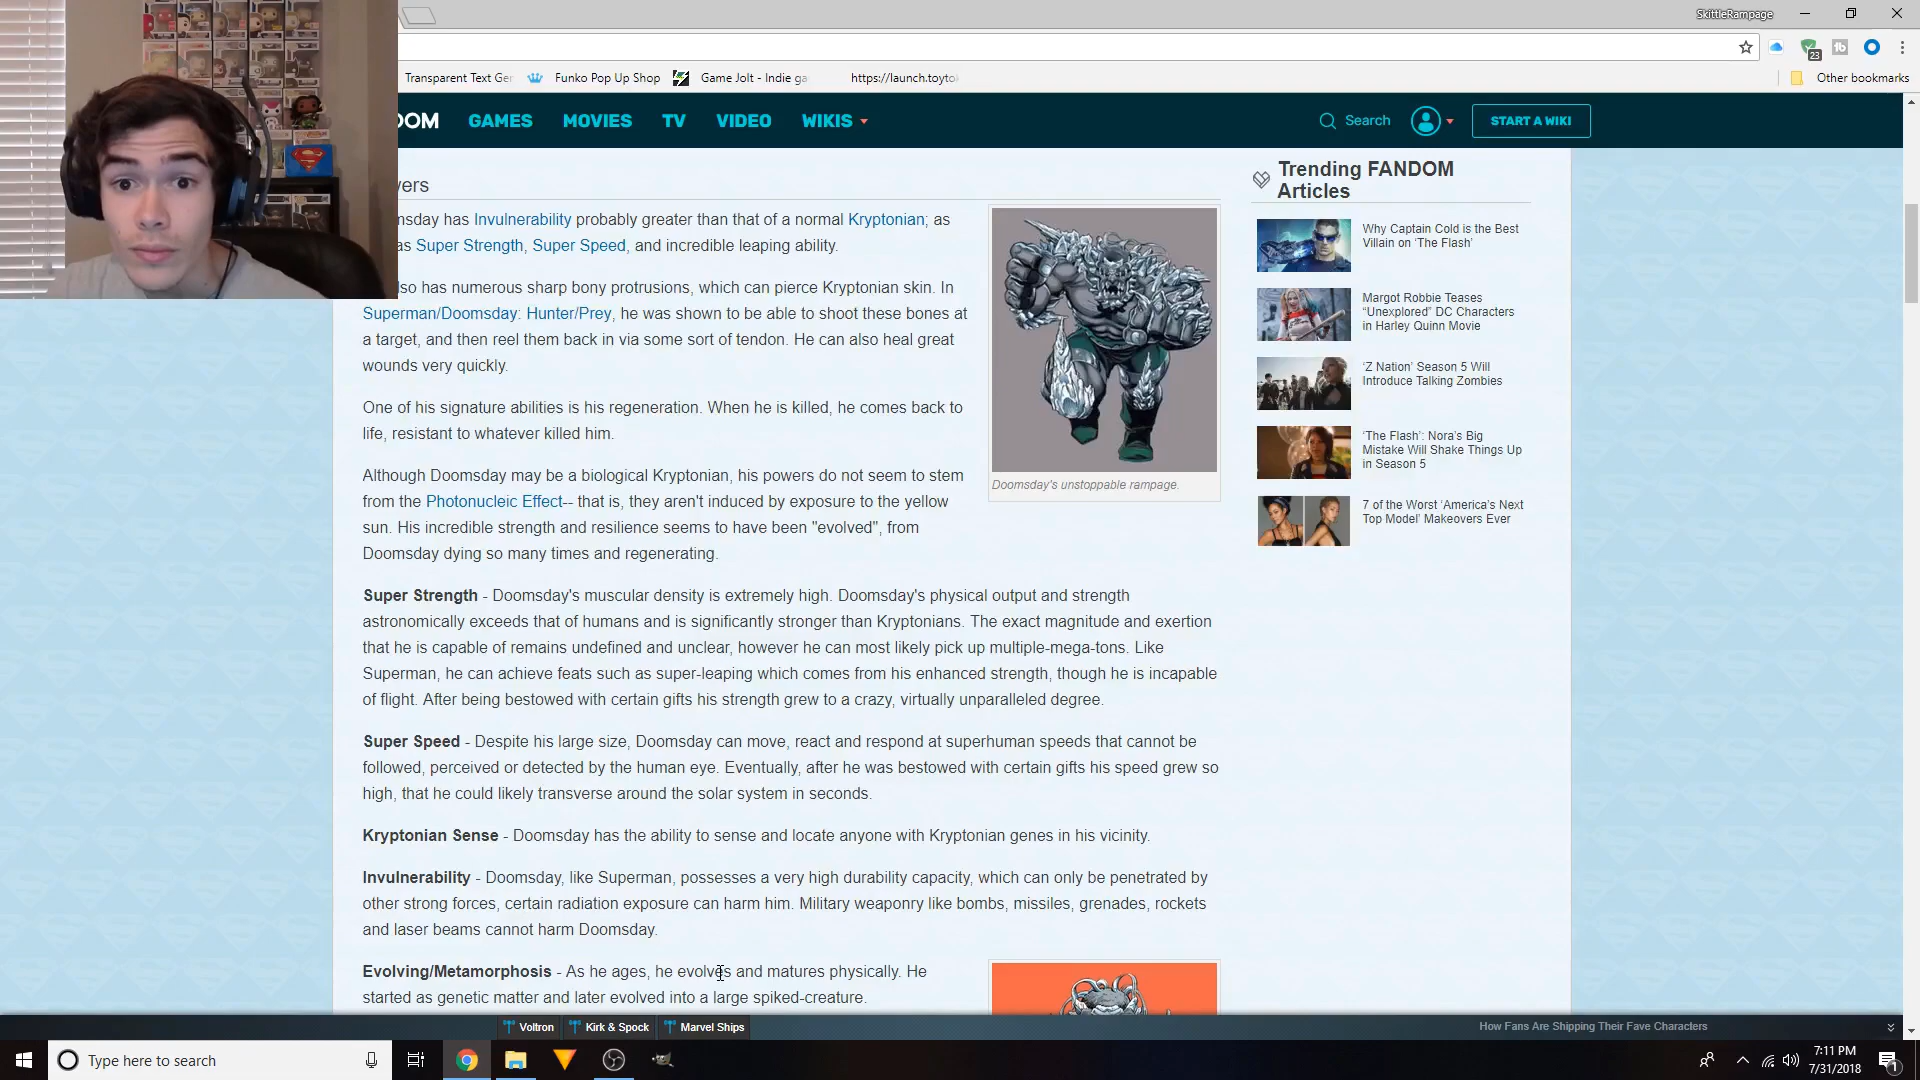 SkittleRampage
Transparent Text Ger
Funko Pop Up Shop
Game Jolt - Indie ga
https://launch.toytok
Other bookmarks
23
OM
GAMES
MOVIES
TV
VIDEO
WIKIS
Search
START A WIKI
wers
msday has Invulnerability probably greater than that of a normal Kryptonian; as
as Super Strength, Super Speed, and incredible leaping ability.
lso has numerous sharp bony protrusions, which can pierce Kryptonian skin. In
Superman/Doomsday: Hunter/Prey, he was shown to be able to shoot these bones at
a target, and then reel them back in via some sort of tendon. He can also heal great
wounds very quickly.
One of his signature abilities is his regeneration. When he is killed, he comes back to
life, resistant to whatever killed him.
Although Doomsday may be a biological Kryptonian, his powers do not seem to stem
from the Photonucleic Effect-- that is, they aren't induced by exposure to the yellow
sun. His incredible strength and resilience seems to have been "evolved", from
Doomsday dying so many times and regenerating.
Doomsday's unstoppable rampage.
Super Strength - Doomsday's muscular density is extremely high. Doomsday's physical output and strength
astronomically exceeds that of humans and is significantly stronger than Kryptonians. The exact magnitude and exertion
that he is capable of remains undefined and unclear, however he can most likely pick up multiple-mega-tons. Like
Superman, he can achieve feats such as super-leaping which comes from his enhanced strength, though he is incapable
of flight. After being bestowed with certain gifts his strength grew to a crazy, virtually unparalleled degree.
Super Speed - Despite his large size, Doomsday can move, react and respond at superhuman speeds that cannot be
followed, perceived or detected by the human eye. Eventually, after he was bestowed with certain gifts his speed grew so
high, that he could likely transverse around the solar system in seconds.
Kryptonian Sense - Doomsday has the ability to sense and locate anyone with Kryptonian genes in his vicinity.
Invulnerability - Doomsday, like Superman, possesses a very high durability capacity, which can only be penetrated by
other strong forces, certain radiation exposure can harm him. Military weaponry like bombs, missiles, grenades, rockets
and laser beams cannot harm Doomsday.
Evolving/Metamorphosis - As he ages, he evolves and matures physically. He
started as genetic matter and later evolved into a large spiked-creature.
Trending FANDOM
Articles
Why Captain Cold is the Best
Villain on 'The Flash'
Margot Robbie Teases
"Unexplored" DC Characters
in Harley Quinn Movie
'Z Nation' Season 5 Will
Introduce Talking Zombies
'The Flash': Nora's Big
Mistake Will Shake Things Up
in Season 5
7 of the Worst 'America's Next
Top Model' Makeovers Ever
Voltron
Kirk & Spock
Marvel Ships
How Fans Are Shipping Their Fave Characters
Type here to search
7:11 PM
7/31/2018
1